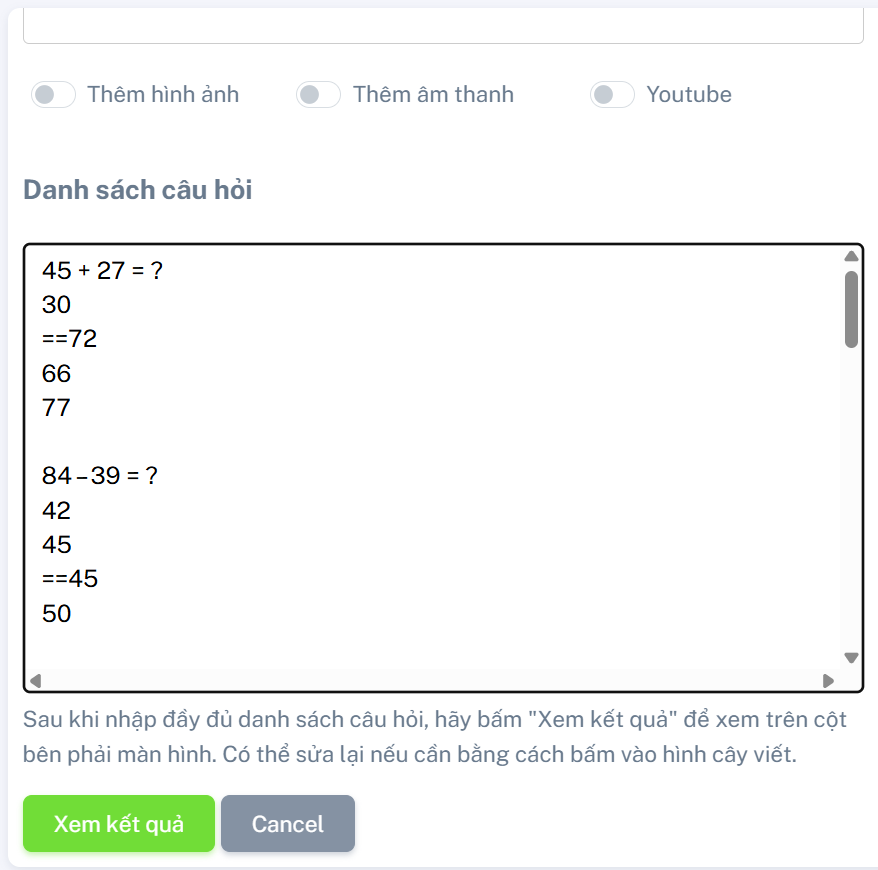 Thêm hình ảnh Thêm âm thanh Youtube
Danh sách câu hỏi
45 + 27 = ?
30
==72
66
77
84 – 39 = ?
42
45
==45
50
Sau khi nhập đầy đủ danh sách câu hỏi, hãy bấm "Xem kết quả" để xem trên cột
bên phải màn hình. Có thể sửa lại nếu cần bằng cách bấm vào hình cây viết.
Xem kết quả Cancel